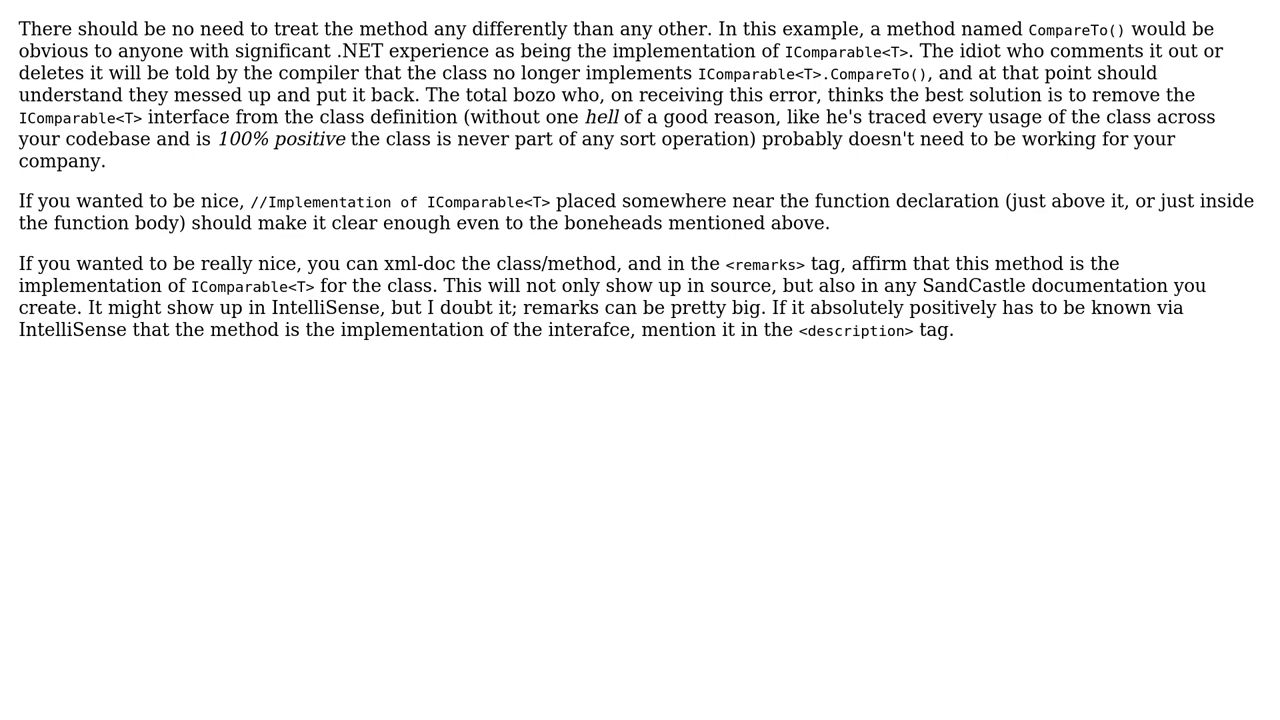 There should be no need to treat the method any differently than any other. In this example, a method named CompareTo() would be
obvious to anyone with significant .NET experience as being the implementation of IComparable<T>. The idiot who comments it out or
deletes it will be told by the compiler that the class no longer implements IComparable<T>.CompareTo(), and at that point should
understand they messed up and put it back. The total bozo who, on receiving this error, thinks the best solution is to remove the
IComparable<T> interface from the class definition (without one hell of a good reason, like he's traced every usage of the class across
your codebase and is 100% positive the class is never part of any sort operation) probably doesn't need to be working for your
company.
If you wanted to be nice, //Implementation of IComparable<T> placed somewhere near the function declaration (just above it, or just inside
the function body) should make it clear enough even to the boneheads mentioned above.
If you wanted to be really nice, you can xml-doc the class/method, and in the <remarks> tag, affirm that this method is the
implementation of IComparable<T> for the class. This will not only show up in source, but also in any SandCastle documentation you
create. It might show up in IntelliSense, but I doubt it; remarks can be pretty big. If it absolutely positively has to be known via
IntelliSense that the method is the implementation of the interafce, mention it in the <description> tag.